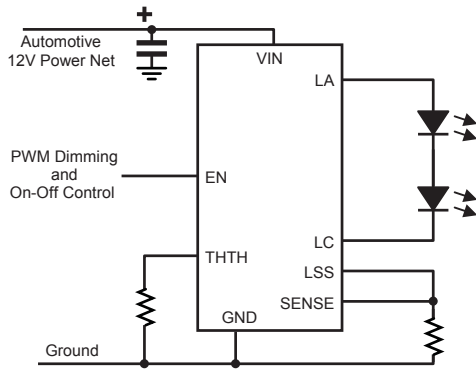 +
Automotive
12V Power Net
VIN
LA
PWM Dimming
and
On-Off Control
EN
LC
THTH
LSS
SENSE
GND
Ground